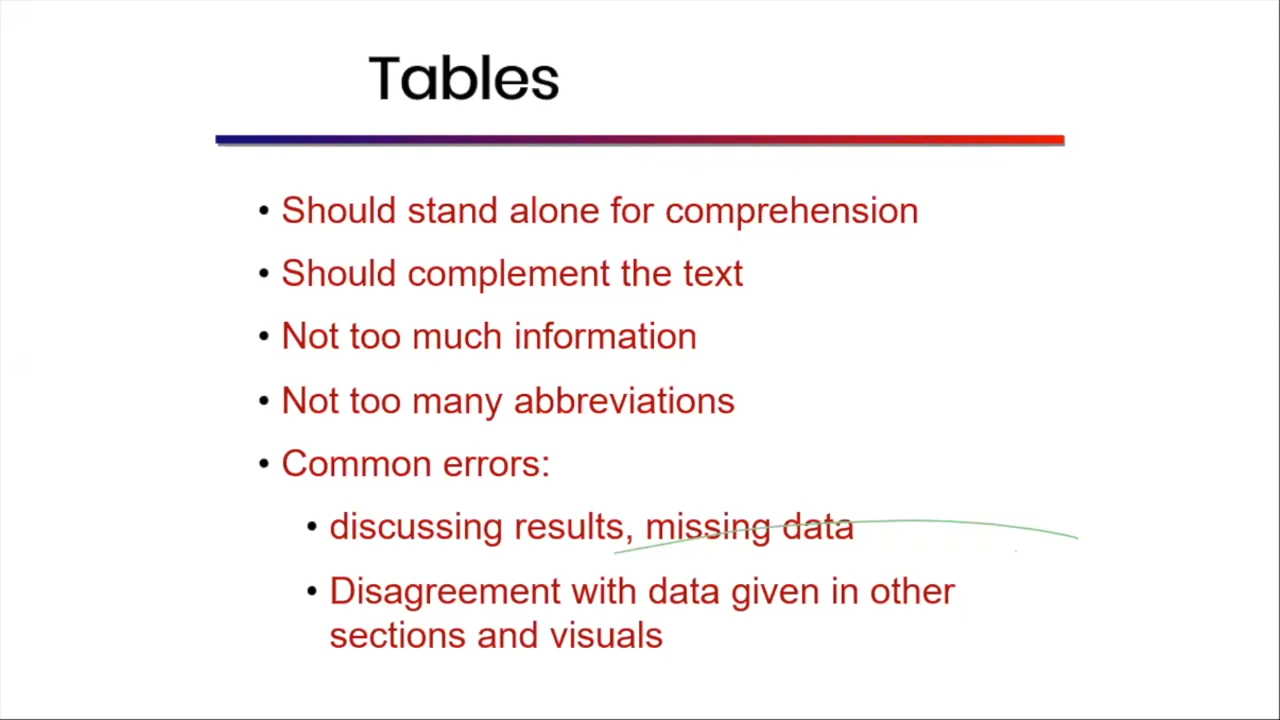 Tables
• Should stand alone for comprehension
• Should complement the text
• Not too much information
• Not too many abbreviations
• Common errors:
• discussing results, missing data
• Disagreement with data given in other
sections and visuals